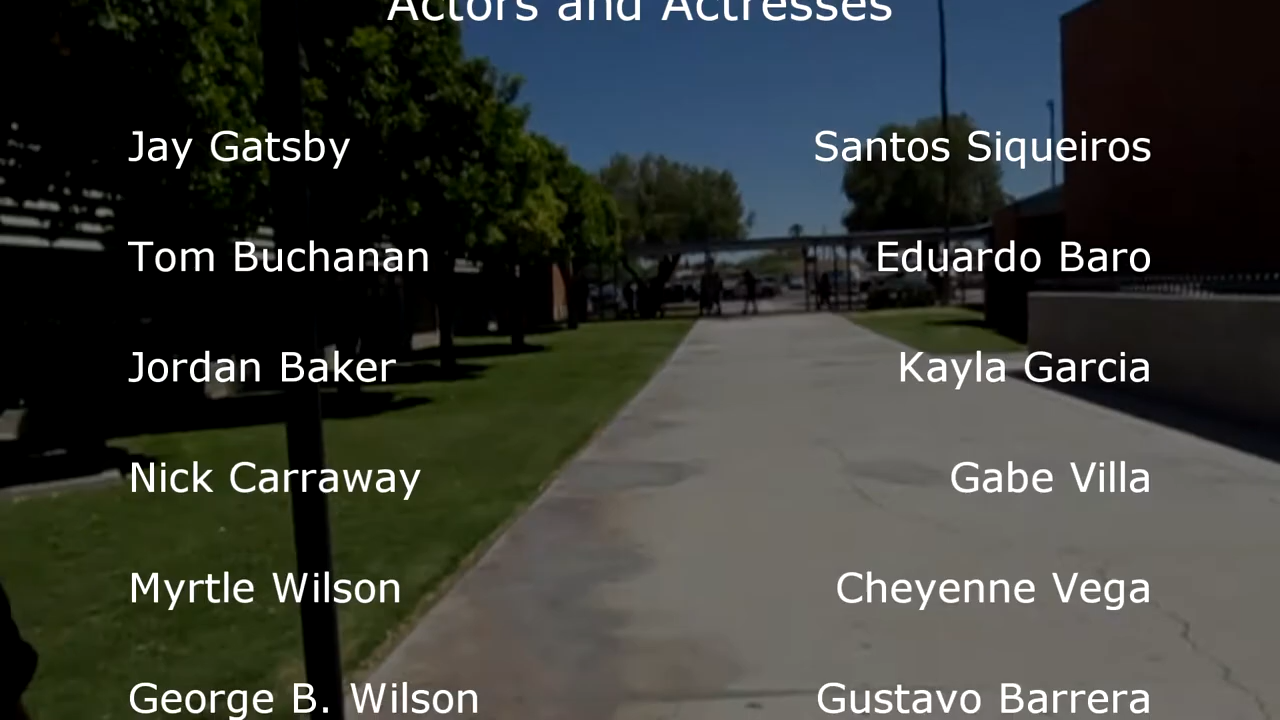 Actors and Actresses
Jay Gatsby Santos Siqueiros
Tom Buchanan Eduardo Baro
Jordan Baker Kayla Garcia
Nick Carraway Gabe Villa
Myrtle Wilson Cheyenne Vega
George B. Wilson Gustavo Barrera